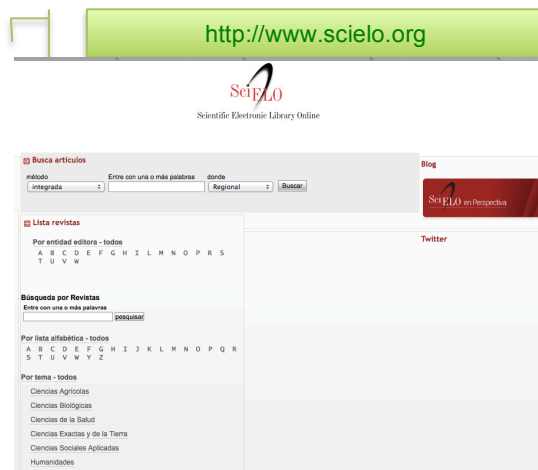 http://www.scielo.org
SciELO
Scientific Electronic Library Online
Busca artículos
método Entre con una o más palabras donde
integrada Regional Buscar
Blog
SciELO en Perspectiva
Lista revistas
Twitter
Por entidad editora - todos
A B C D E F G H I L M N O P R S
T U V W
Búsqueda por Revistas
Entre con una o más palavras
pesquisar
Por lista alfabética - todos
A B C D E F G H I J K L M N O P Q R
S T U V W Y Z
Por tema - todos
Ciencias Agrícolas
Ciencias Biológicas
Ciencias de la Salud
Ciencias Exactas y de la Tierra
Ciencias Sociales Aplicadas
Humanidades